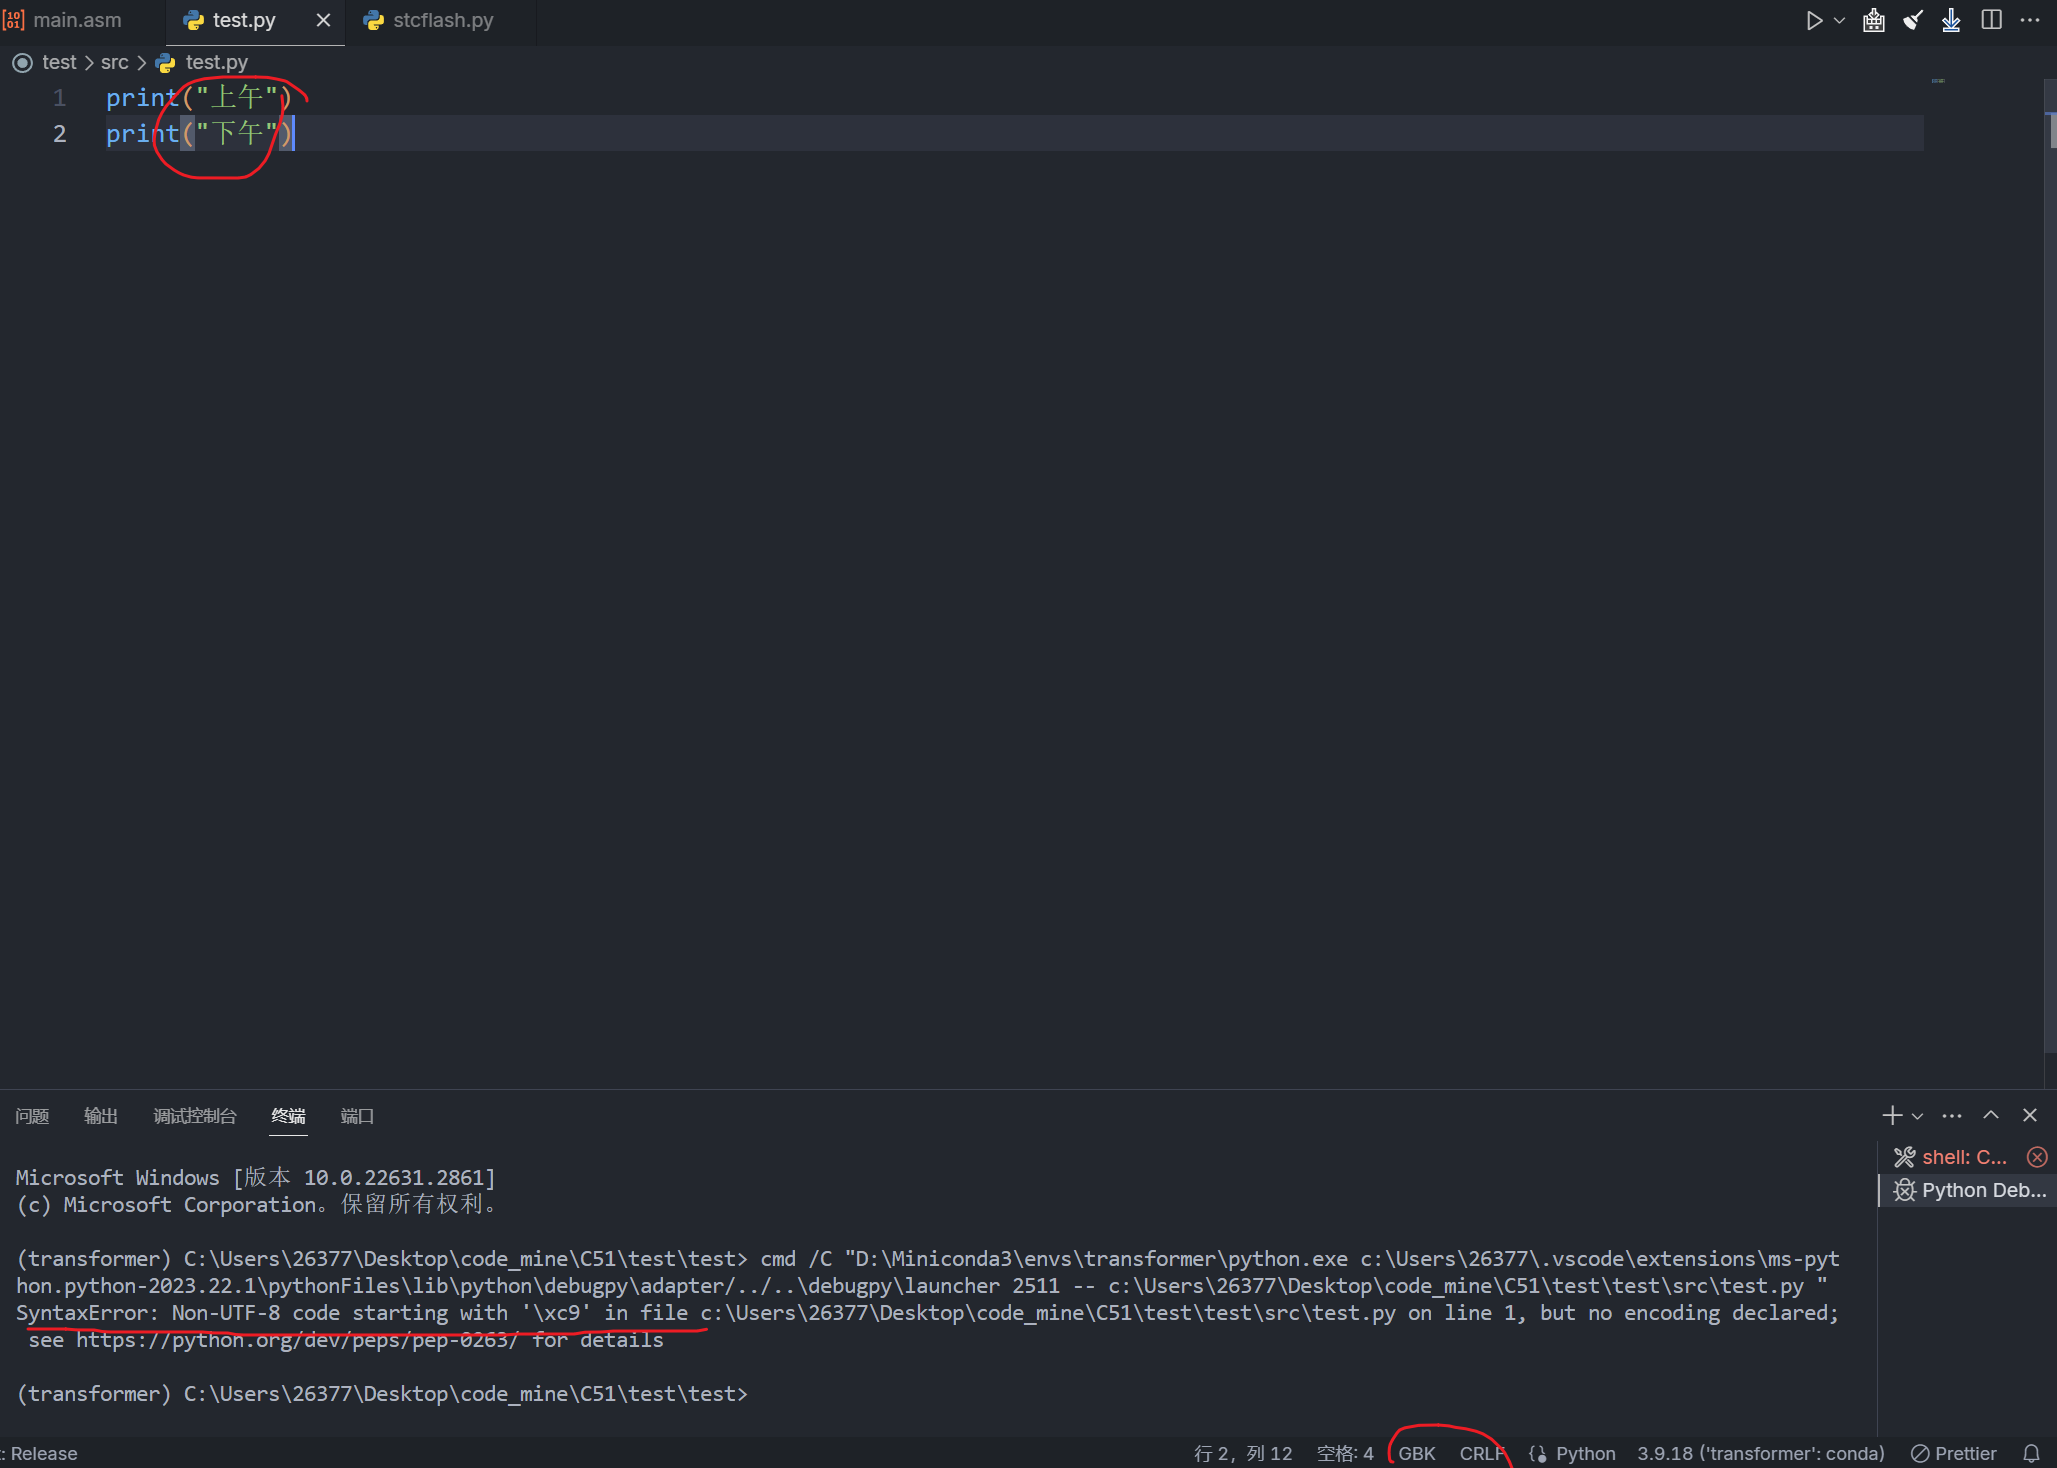 main.asm
test.py
stcflash.py
test > src > test.py
1 print("上午")
2 print("下午")
问题 输出 调试控制台 终端 端口
Microsoft Windows [版本 10.0.22631.2861]
(c) Microsoft Corporation。保留所有权利。
(transformer) C:\Users\26377\Desktop\code_mine\C51\test\test> cmd /C "D:\Miniconda3\envs\transformer\python.exe c:\Users\26377\.vscode\extensions\ms-pyt
hon.python-2023.22.1\pythonFiles\lib\python\debugpy\adapter/../..\debugpy\launcher 2511 -- c:\Users\26377\Desktop\code_mine\C51\test\test\src\test.py "
SyntaxError: Non-UTF-8 code starting with '\xc9' in file c:\Users\26377\Desktop\code_mine\C51\test\test\src\test.py on line 1, but no encoding declared;
see https://python.org/dev/peps/pep-0263/ for details
(transformer) C:\Users\26377\Desktop\code_mine\C51\test\test>
shell: C...
Python Deb...
: Release 行 2，列 12 空格: 4 GBK CRLF Python 3.9.18 ('transformer': conda) Prettier